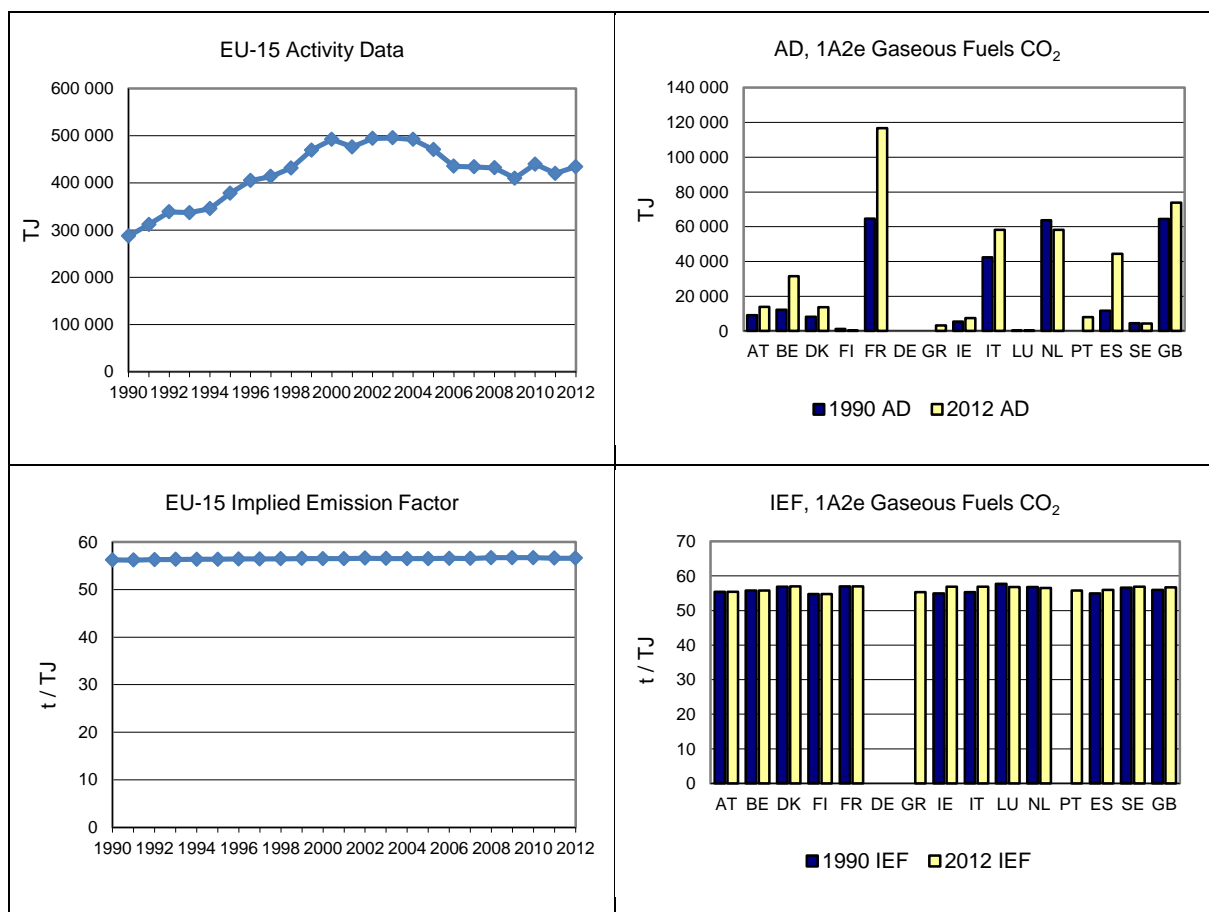 EU-15 Activity Data
600 000
500 000
400 000
300 000
200 000
100 000
0
TJ
1990 1992 1994 1996 1998 2000 2002 2004 2006 2008 2010 2012
AD, 1A2e Gaseous Fuels CO₂
140 000
120 000
100 000
80 000
60 000
40 000
20 000
0
TJ
AT BE DK FI FR DE GR IE IT LU NL PT ES SE GB
1990 AD 2012 AD
EU-15 Implied Emission Factor
60
50
40
30
20
10
0
t / TJ
1990 1992 1994 1996 1998 2000 2002 2004 2006 2008 2010 2012
IEF, 1A2e Gaseous Fuels CO₂
70
60
50
40
30
20
10
0
t / TJ
AT BE DK FI FR DE GR IE IT LU NL PT ES SE GB
1990 IEF 2012 IEF